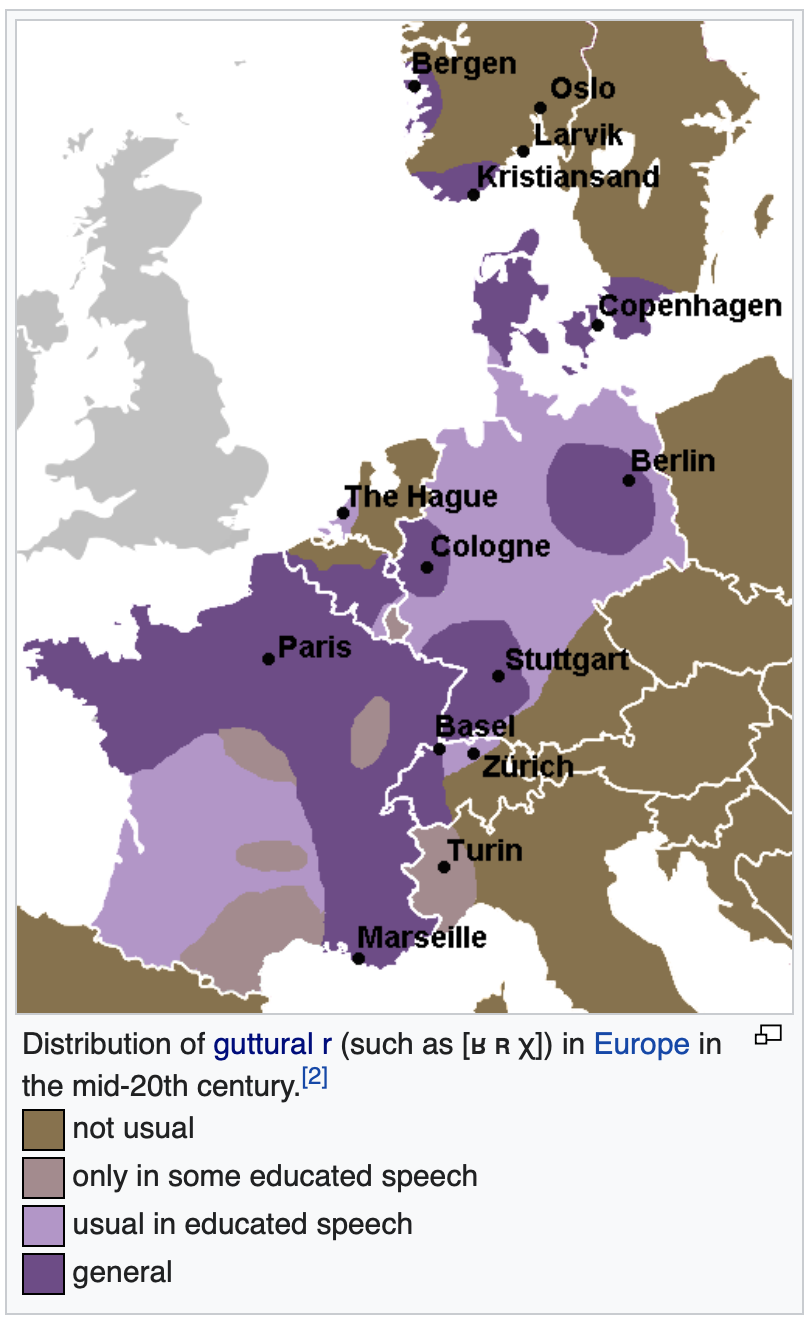 Bergen
Oslo
Larvik
Kristiansand
Copenhagen
Berlin
The Hague
Cologne
Paris
Stuttgart
Basel
Zürich
Turin
Marseille
Distribution of guttural r (such as [ʁ ʀ χ]) in Europe in
the mid-20th century.[2]
not usual
only in some educated speech
usual in educated speech
general